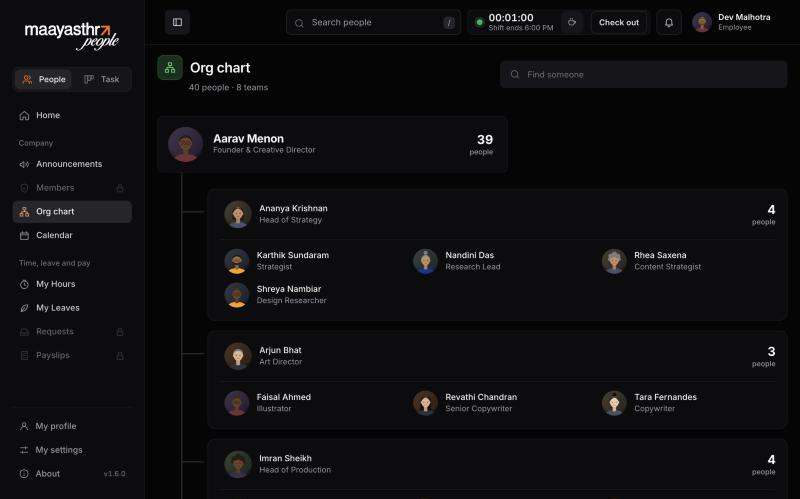 maayasthr
people
People
Task
Search people
/
00:01:00
Shift ends 6:00 PM
Check out
Dev Malhotra
Employee
Home
Company
Announcements
Members
Org chart
Calendar
Time, leave and pay
My Hours
My Leaves
Requests
Payslips
My profile
My settings
About
v1.6.0
Org chart
40 people · 8 teams
Find someone
Aarav Menon
Founder & Creative Director
39
people
Ananya Krishnan
Head of Strategy
4
people
Karthik Sundaram
Strategist
Nandini Das
Research Lead
Rhea Saxena
Content Strategist
Shreya Nambiar
Design Researcher
Arjun Bhat
Art Director
3
people
Faisal Ahmed
Illustrator
Revathi Chandran
Senior Copywriter
Tara Fernandes
Copywriter
Imran Sheikh
Head of Production
4
people